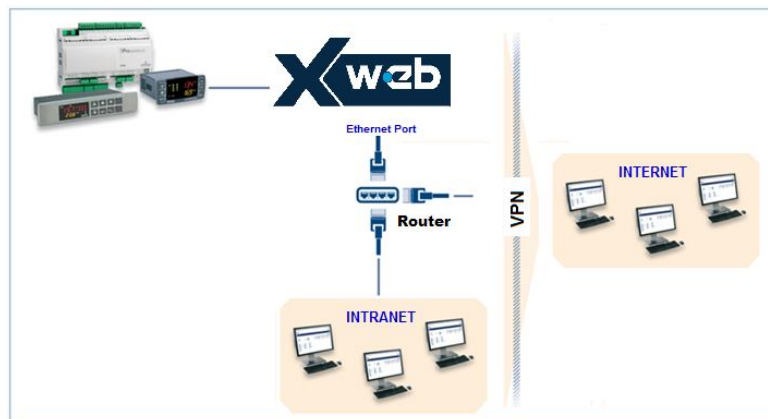 Xweb
Ethernet Port
Router
VPN
INTERNET
INTRANET